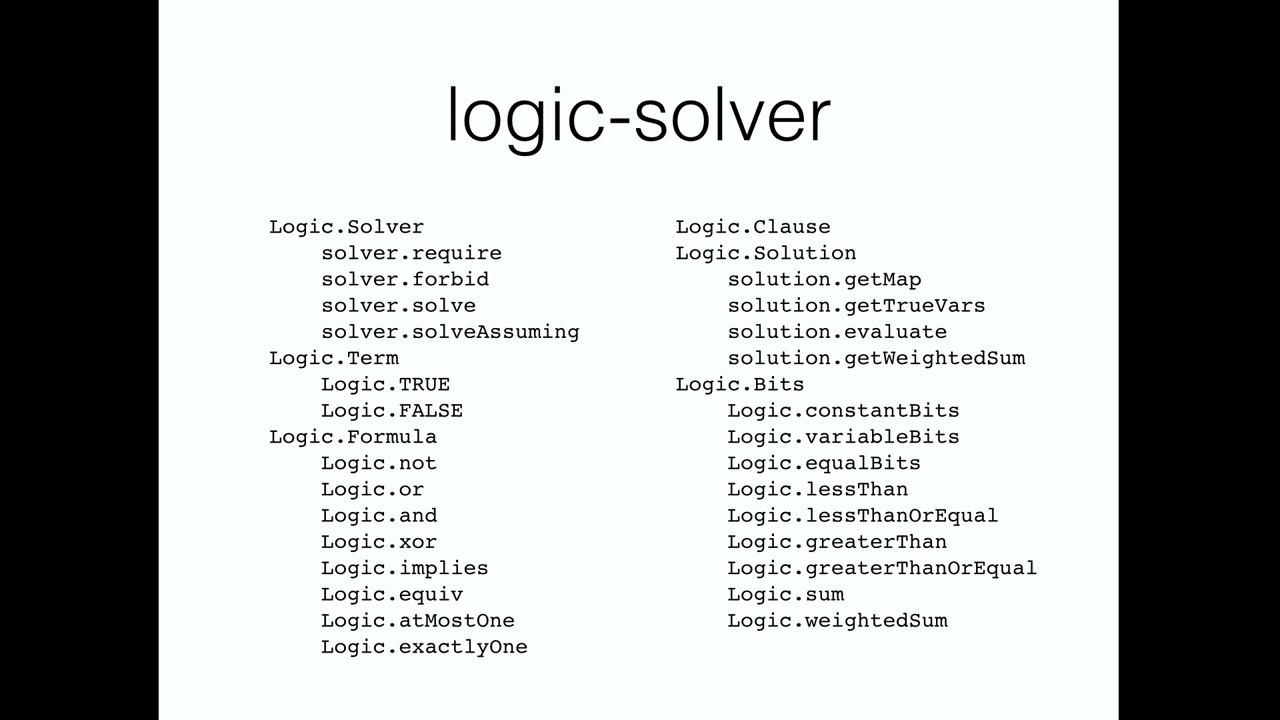 logic-solver
Logic.Solver
solver.require
solver.forbid
solver.solve
solver.solveAssuming
Logic.Term
Logic.TRUE
Logic.FALSE
Logic.Formula
Logic.not
Logic.or
Logic.and
Logic.xor
Logic.implies
Logic.equiv
Logic.atMostOne
Logic.exactlyOne
Logic.Clause
Logic.Solution
solution.getMap
solution.getTrueVars
solution.evaluate
solution.getWeightedSum
Logic.Bits
Logic.constantBits
Logic.variableBits
Logic.equalBits
Logic.lessThan
Logic.lessThanOrEqual
Logic.greaterThan
Logic.greaterThanOrEqual
Logic.sum
Logic.weightedSum